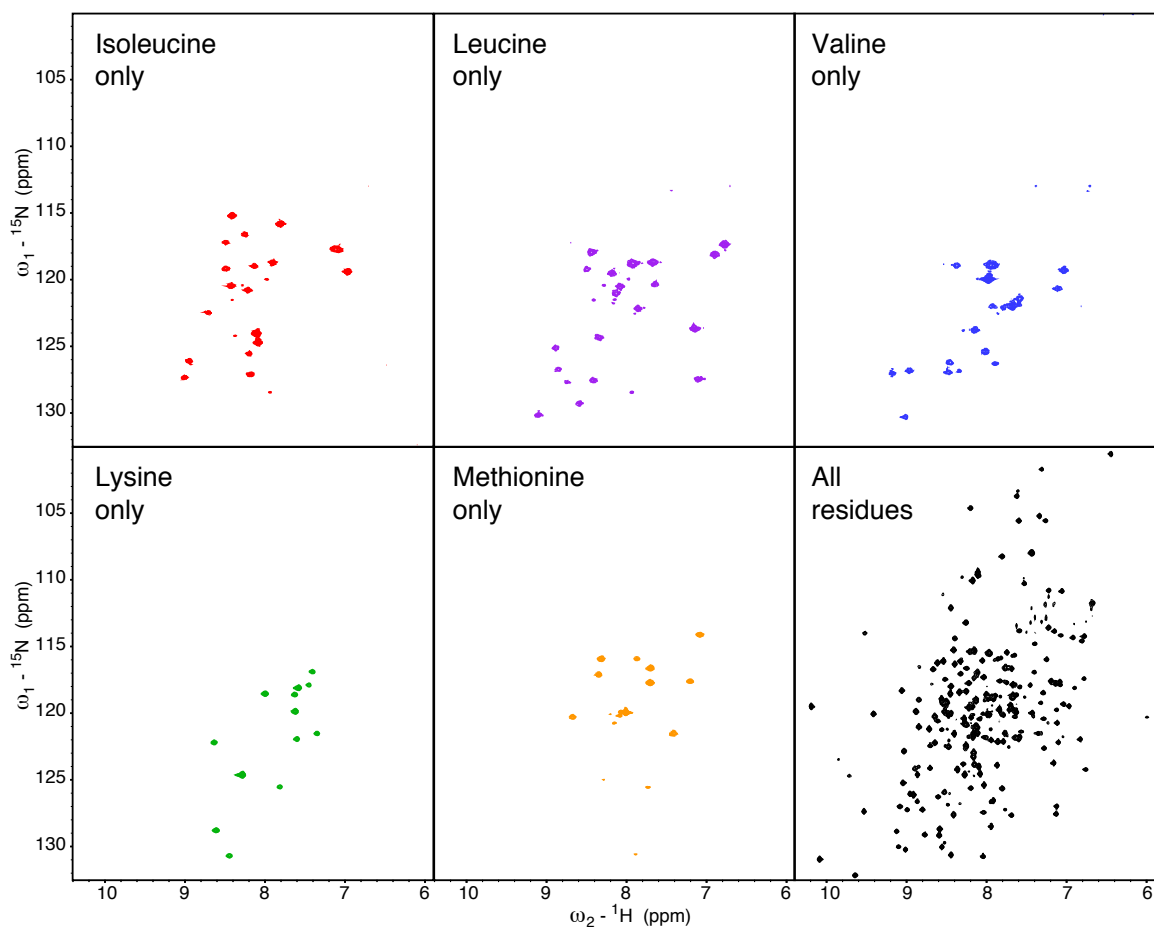 Isoleucine
only
Leucine
only
Valine
only
105
110
115
120
125
130
ω₁ - ¹⁵N (ppm)
Lysine
only
Methionine
only
All
residues
105
110
115
120
125
130
ω₁ - ¹⁵N (ppm)
10 9 8 7 6 10 9 8 7 6 10 9 8 7 6
ω₂ - ¹H (ppm)